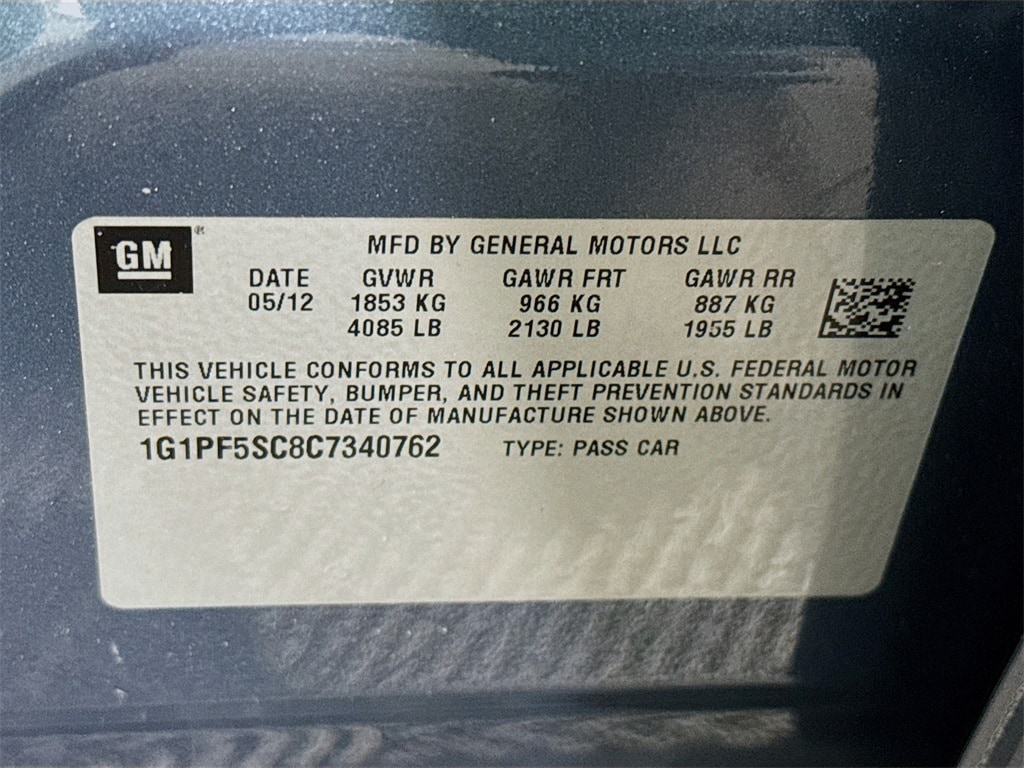 GM ®
MFD BY GENERAL MOTORS LLC
DATE GVWR GAWR FRT GAWR RR
05/12 1853 KG 966 KG 887 KG
4085 LB 2130 LB 1955 LB
THIS VEHICLE CONFORMS TO ALL APPLICABLE U.S. FEDERAL MOTOR
VEHICLE SAFETY, BUMPER, AND THEFT PREVENTION STANDARDS IN
EFFECT ON THE DATE OF MANUFACTURE SHOWN ABOVE.
1G1PF5SC8C7340762 TYPE: PASS CAR